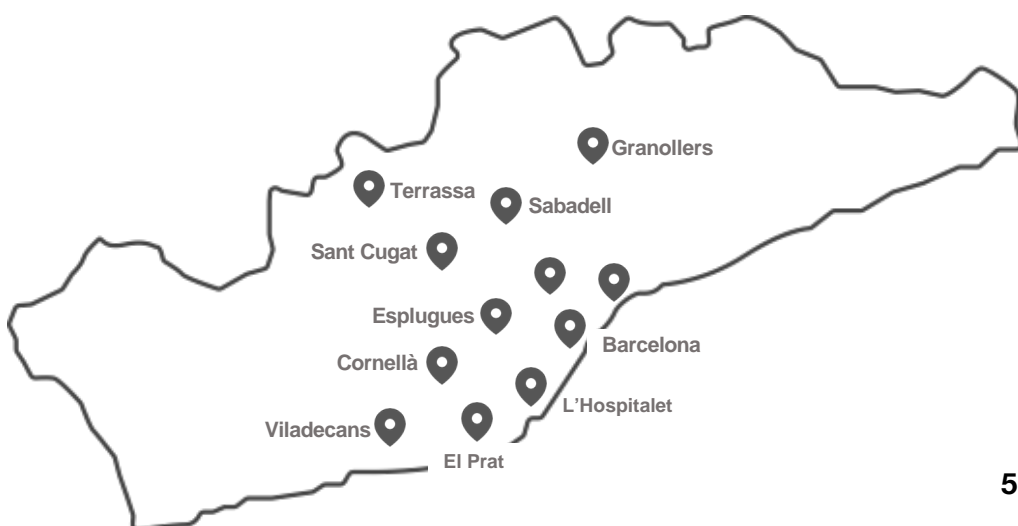 Granollers
Terrassa
Sabadell
Sant Cugat
Esplugues
Barcelona
Cornellà
L'Hospitalet
Viladecans
El Prat
5